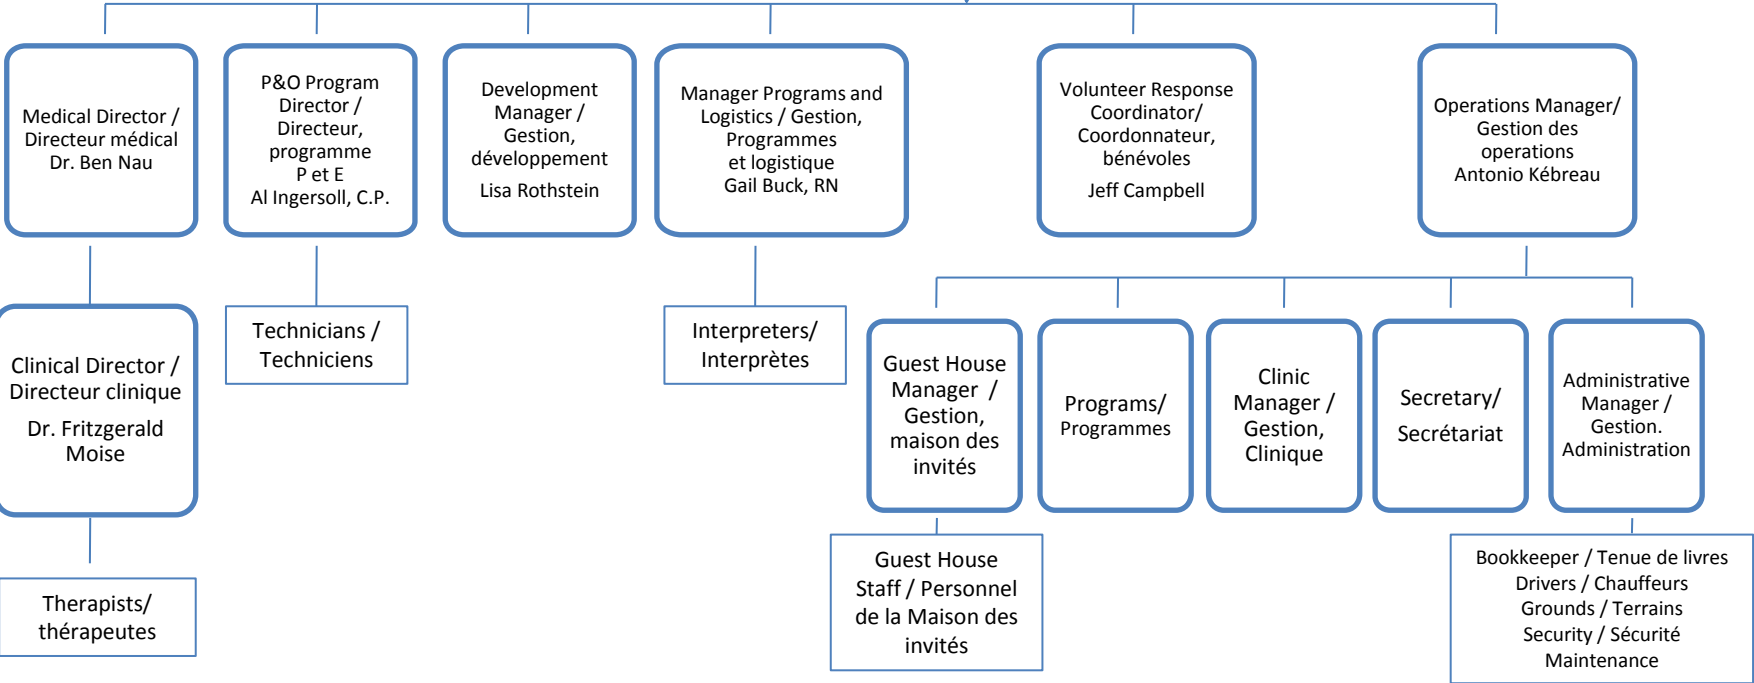 Medical Director /
Directeur médical
Dr. Ben Nau
P&O Program
Director /
Directeur,
programme
P et E
Al Ingersoll, C.P.
Development
Manager /
Gestion,
développement
Lisa Rothstein
Manager Programs and
Logistics / Gestion,
Programmes
et logistique
Gail Buck, RN
Volunteer Response
Coordinator/
Coordonnateur,
bénévoles
Jeff Campbell
Operations Manager/
Gestion des
operations
Antonio Kébreau
Clinical Director /
Directeur clinique
Dr. Fritzgerald
Moise
Technicians /
Techniciens
Interpreters/
Interprètes
Guest House
Manager /
Gestion,
maison des
invités
Programs/
Programmes
Clinic
Manager /
Gestion,
Clinique
Secretary/
Secrétariat
Administrative
Manager /
Gestion.
Administration
Therapists/
thérapeutes
Guest House
Staff / Personnel
de la Maison des
invités
Bookkeeper / Tenue de livres
Drivers / Chauffeurs
Grounds / Terrains
Security / Sécurité
Maintenance